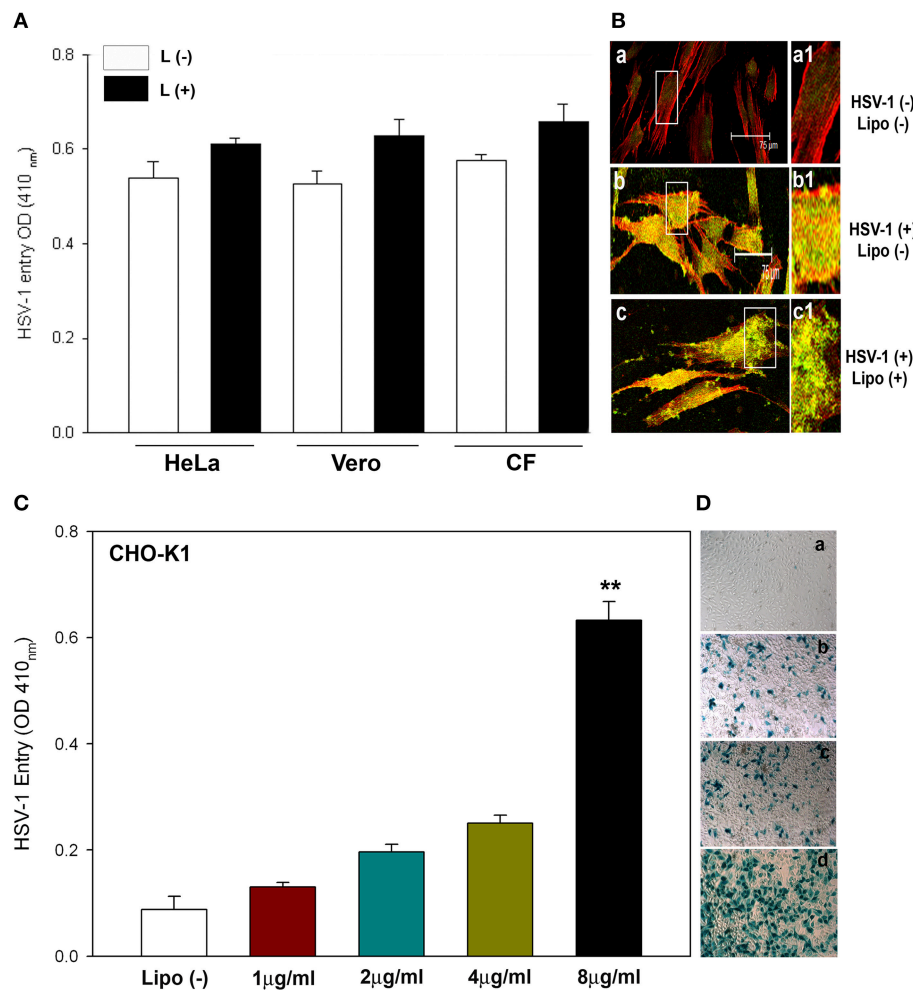 A
B
0.8
0.6
0.4
0.2
0.0
HSV-1 entry OD (410 nm)
L (-)
L (+)
HeLa
Vero
CF
a
a1
75 µm
HSV-1 (-)
Lipo (-)
b
b1
75 µm
HSV-1 (+)
Lipo (-)
c
c1
HSV-1 (+)
Lipo (+)
C
D
0.8
0.6
0.4
0.2
0.0
HSV-1 Entry (OD 410nm)
CHO-K1
**
Lipo (-)
1µg/ml
2µg/ml
4µg/ml
8µg/ml
a
b
c
d